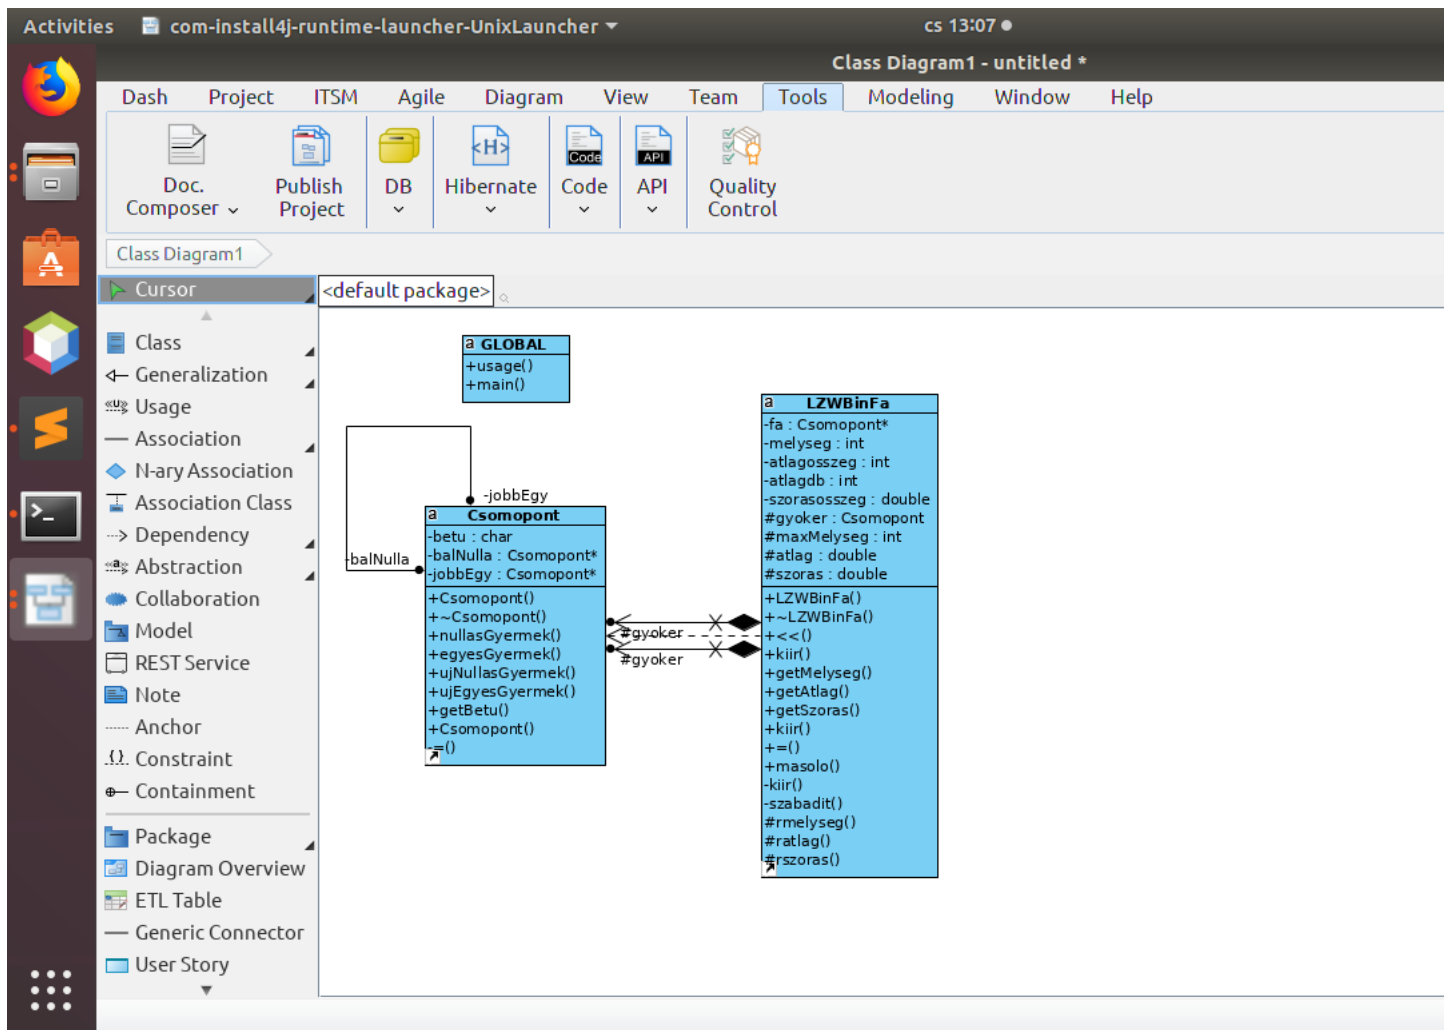 Activities
com-install4j-runtime-launcher-UnixLauncher
cs 13:07
Class Diagram1 - untitled *
Dash Project ITSM Agile Diagram View Team Tools Modeling Window Help
Doc. Composer
Publish Project
DB
<H>
Hibernate
Code
Code
API
API
Quality Control
Class Diagram1
Cursor
<default package>
Class
Generalization
Usage
Association
N-ary Association
Association Class
Dependency
Abstraction
Collaboration
Model
REST Service
Note
Anchor
Constraint
Containment
Package
Diagram Overview
ETL Table
Generic Connector
User Story
a GLOBAL
+usage()
+main()
-jobbEgy
-balNulla
a Csomopont
-betu : char
-balNulla : Csomopont*
-jobbEgy : Csomopont*
+Csomopont()
+~Csomopont()
+nullasGyermek()
+egyesGyermek()
+ujNullasGyermek()
+ujEgyesGyermek()
+getBetu()
+Csomopont()
-=()
#gyoker
#gyoker
a LZWBinFa
-fa : Csomopont*
-melyseg : int
-atlagosszeg : int
-atlagdb : int
-szorasosszeg : double
#gyoker : Csomopont
#maxMelyseg : int
#atlag : double
#szoras : double
+LZWBinFa()
+~LZWBinFa()
+<<()
+kiir()
+getMelyseg()
+getAtlag()
+getSzoras()
+kiir()
+=()
+masolo()
-kiir()
-szabadit()
#rmelyseg()
#ratlag()
#rszoras()